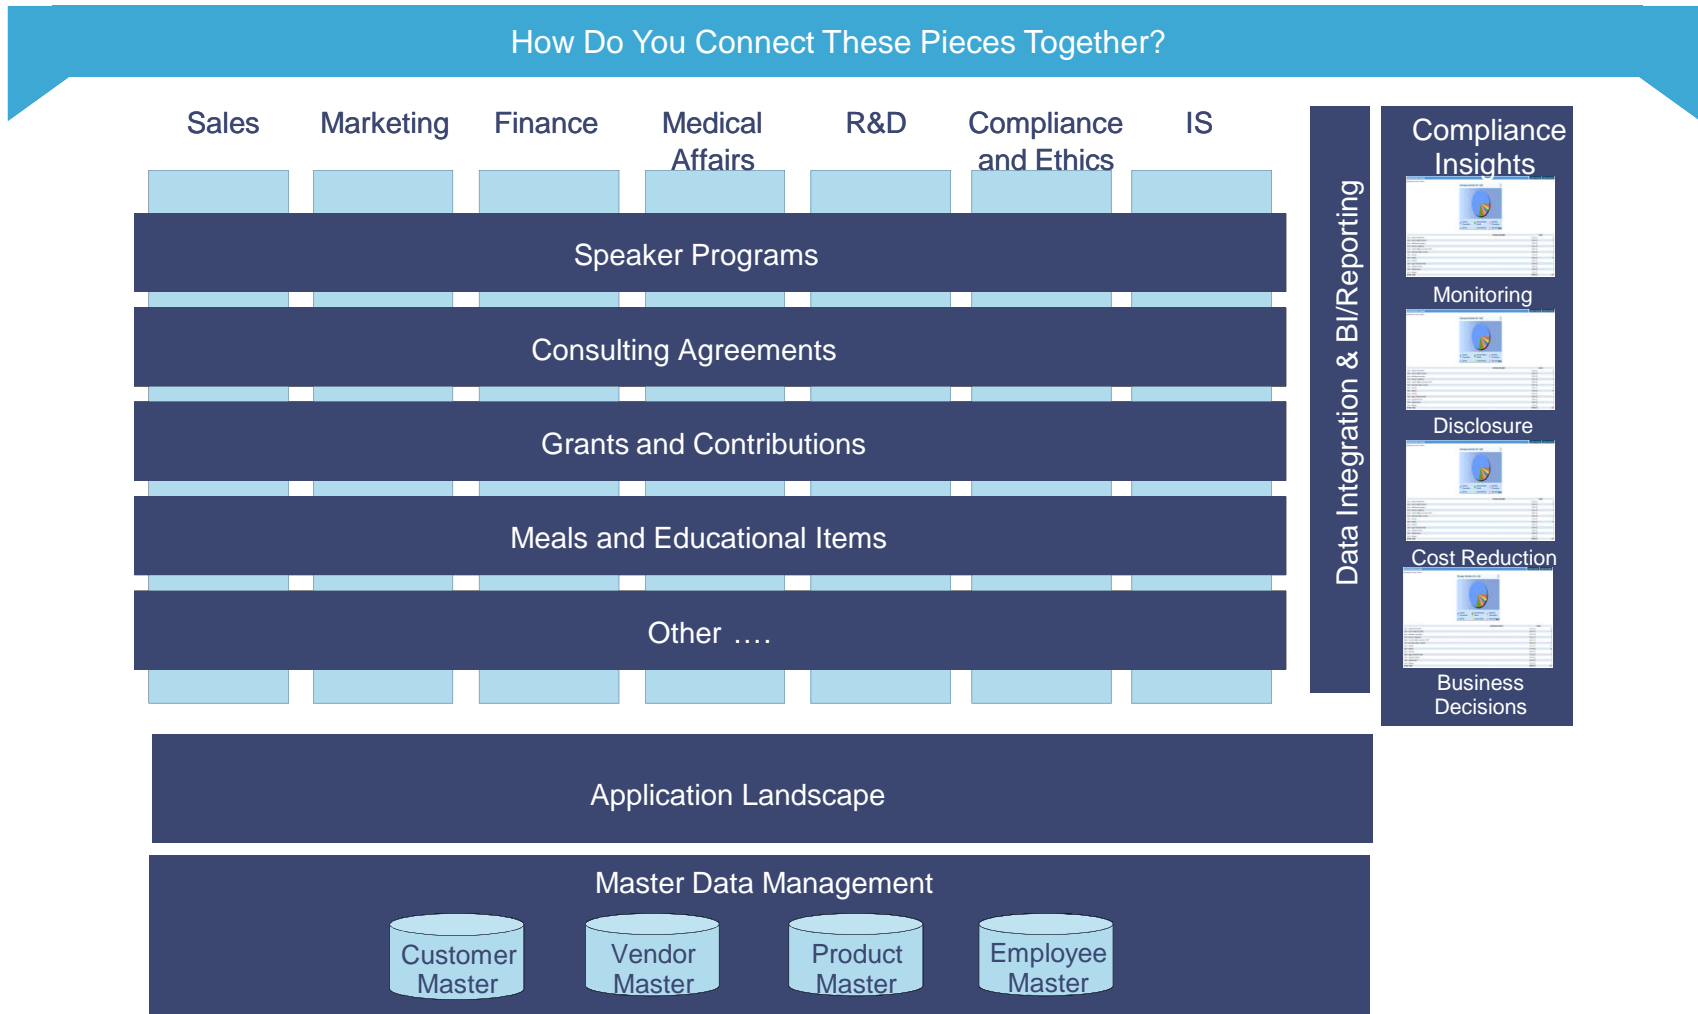 How Do You Connect These Pieces Together?
Sales
Marketing
Finance
Medical
Affairs
R&D
Compliance
and Ethics
IS
Speaker Programs
Consulting Agreements
Grants and Contributions
Meals and Educational Items
Other ….
Data Integration & BI/Reporting
Compliance
Insights
Monitoring
Disclosure
Cost Reduction
Business
Decisions
Application Landscape
Master Data Management
Customer
Master
Vendor
Master
Product
Master
Employee
Master